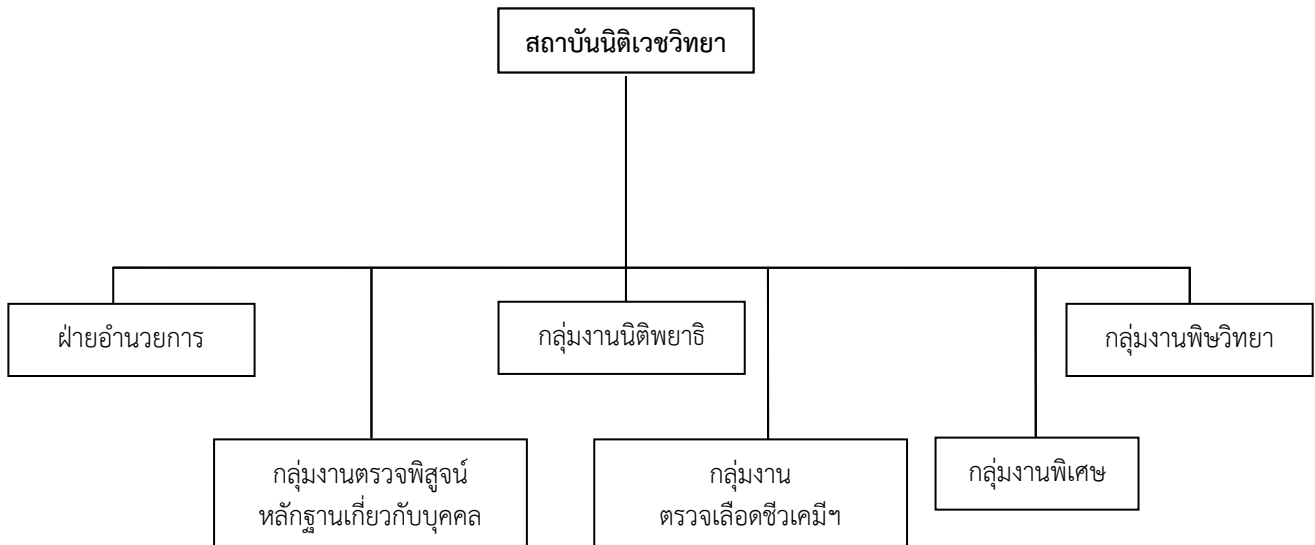 สถาบันนิติเวชวิทยา
ฝ่ายอำนวยการ
กลุ่มงานนิติพยาธิ
กลุ่มงานพิษวิทยา
กลุ่มงานตรวจพิสูจน์
หลักฐานเกี่ยวกับบุคคล
กลุ่มงาน
ตรวจเลือดชีวเคมีฯ
กลุ่มงานพิเศษ